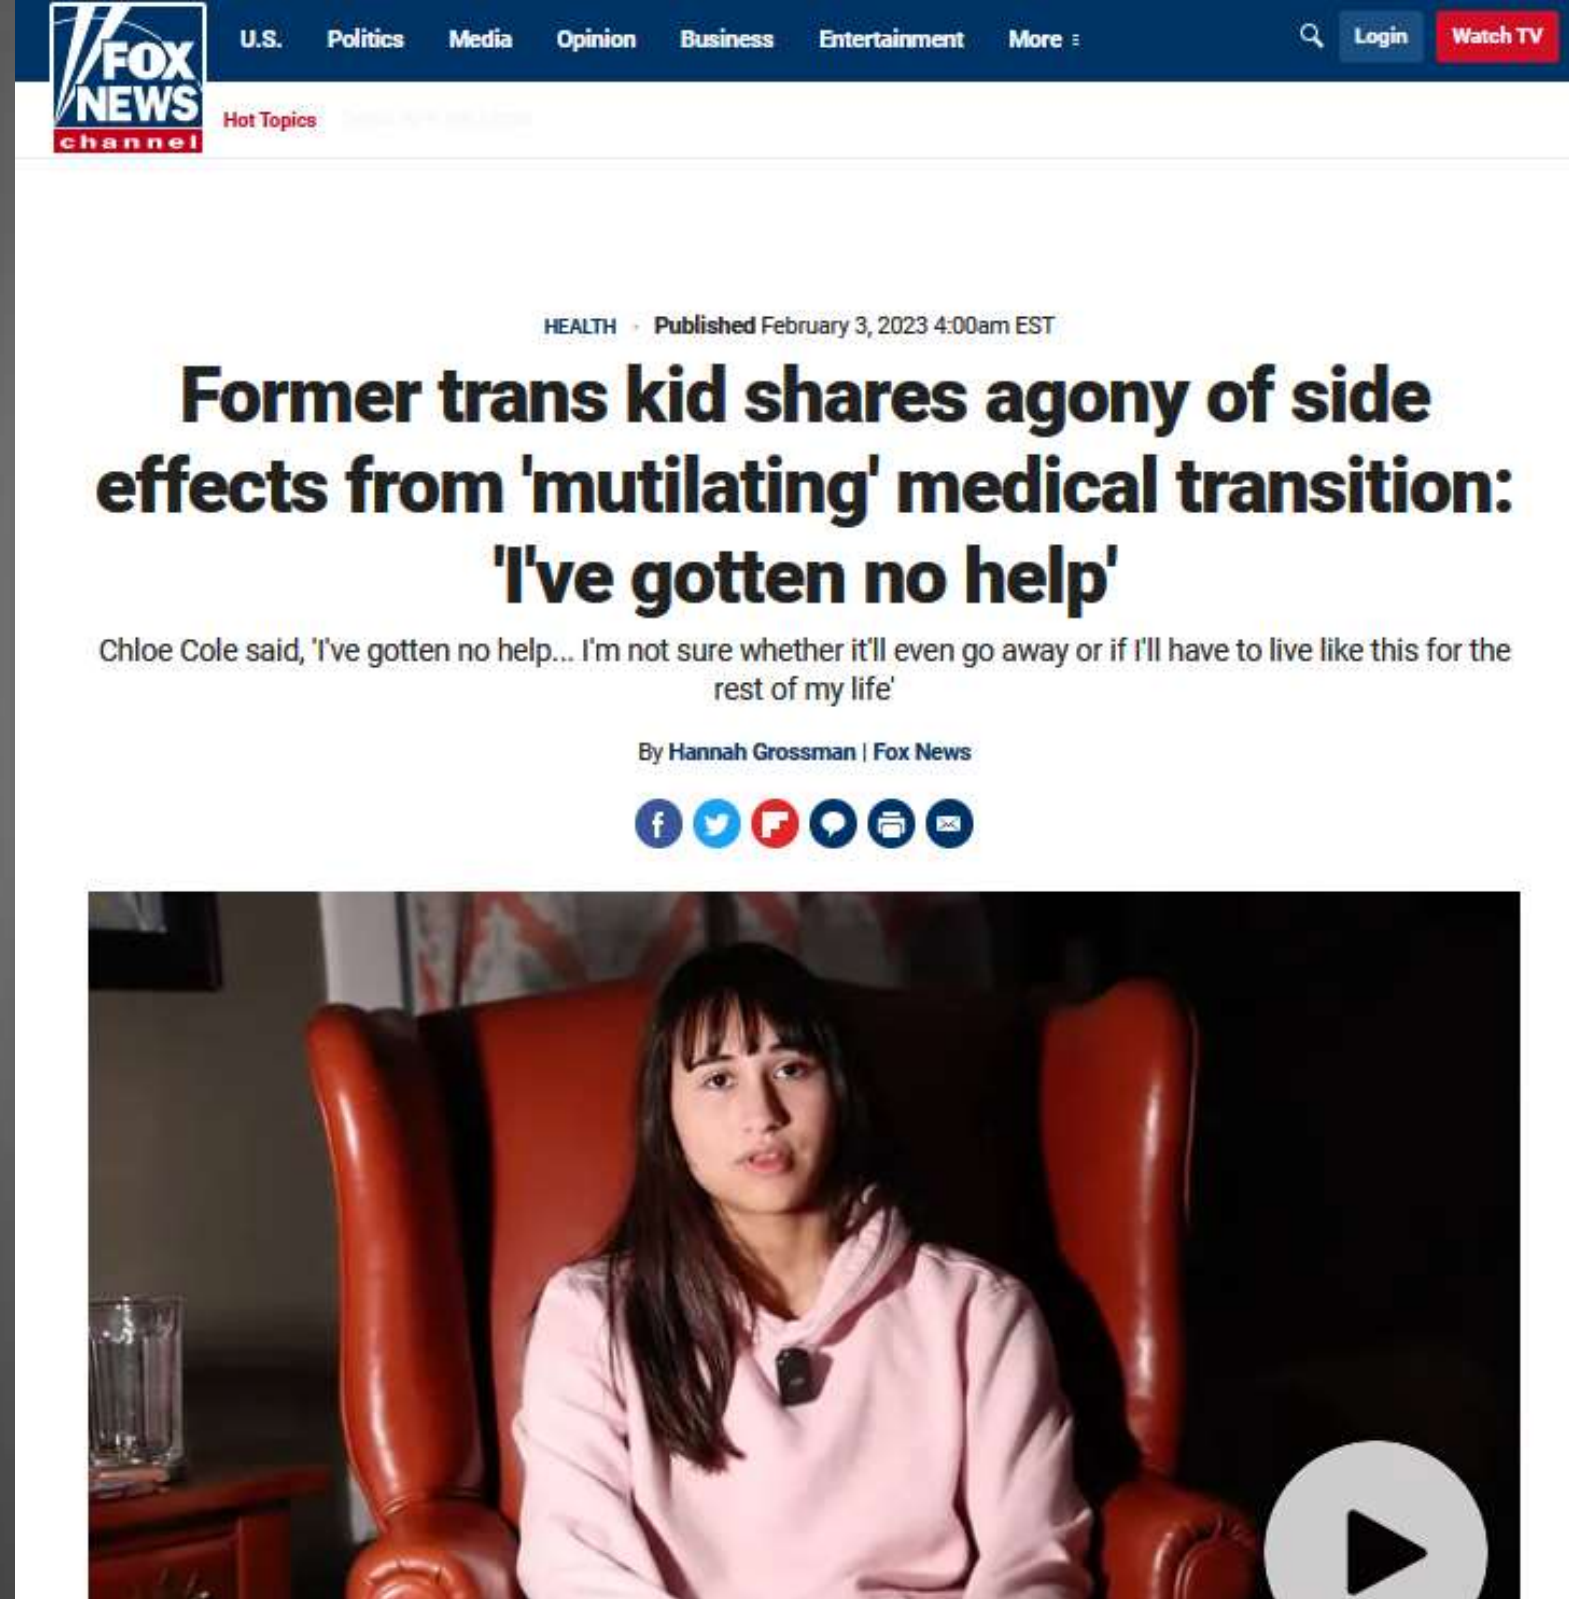 FOX
NEWS
channel
U.S. Politics Media Opinion Business Entertainment More Login Watch TV
Hot Topics
HEALTH · Published February 3, 2023 4:00am EST
Former trans kid shares agony of side
effects from 'mutilating' medical transition:
'I've gotten no help'
Chloe Cole said, 'I've gotten no help... I'm not sure whether it'll even go away or if I'll have to live like this for the
rest of my life'
By Hannah Grossman | Fox News